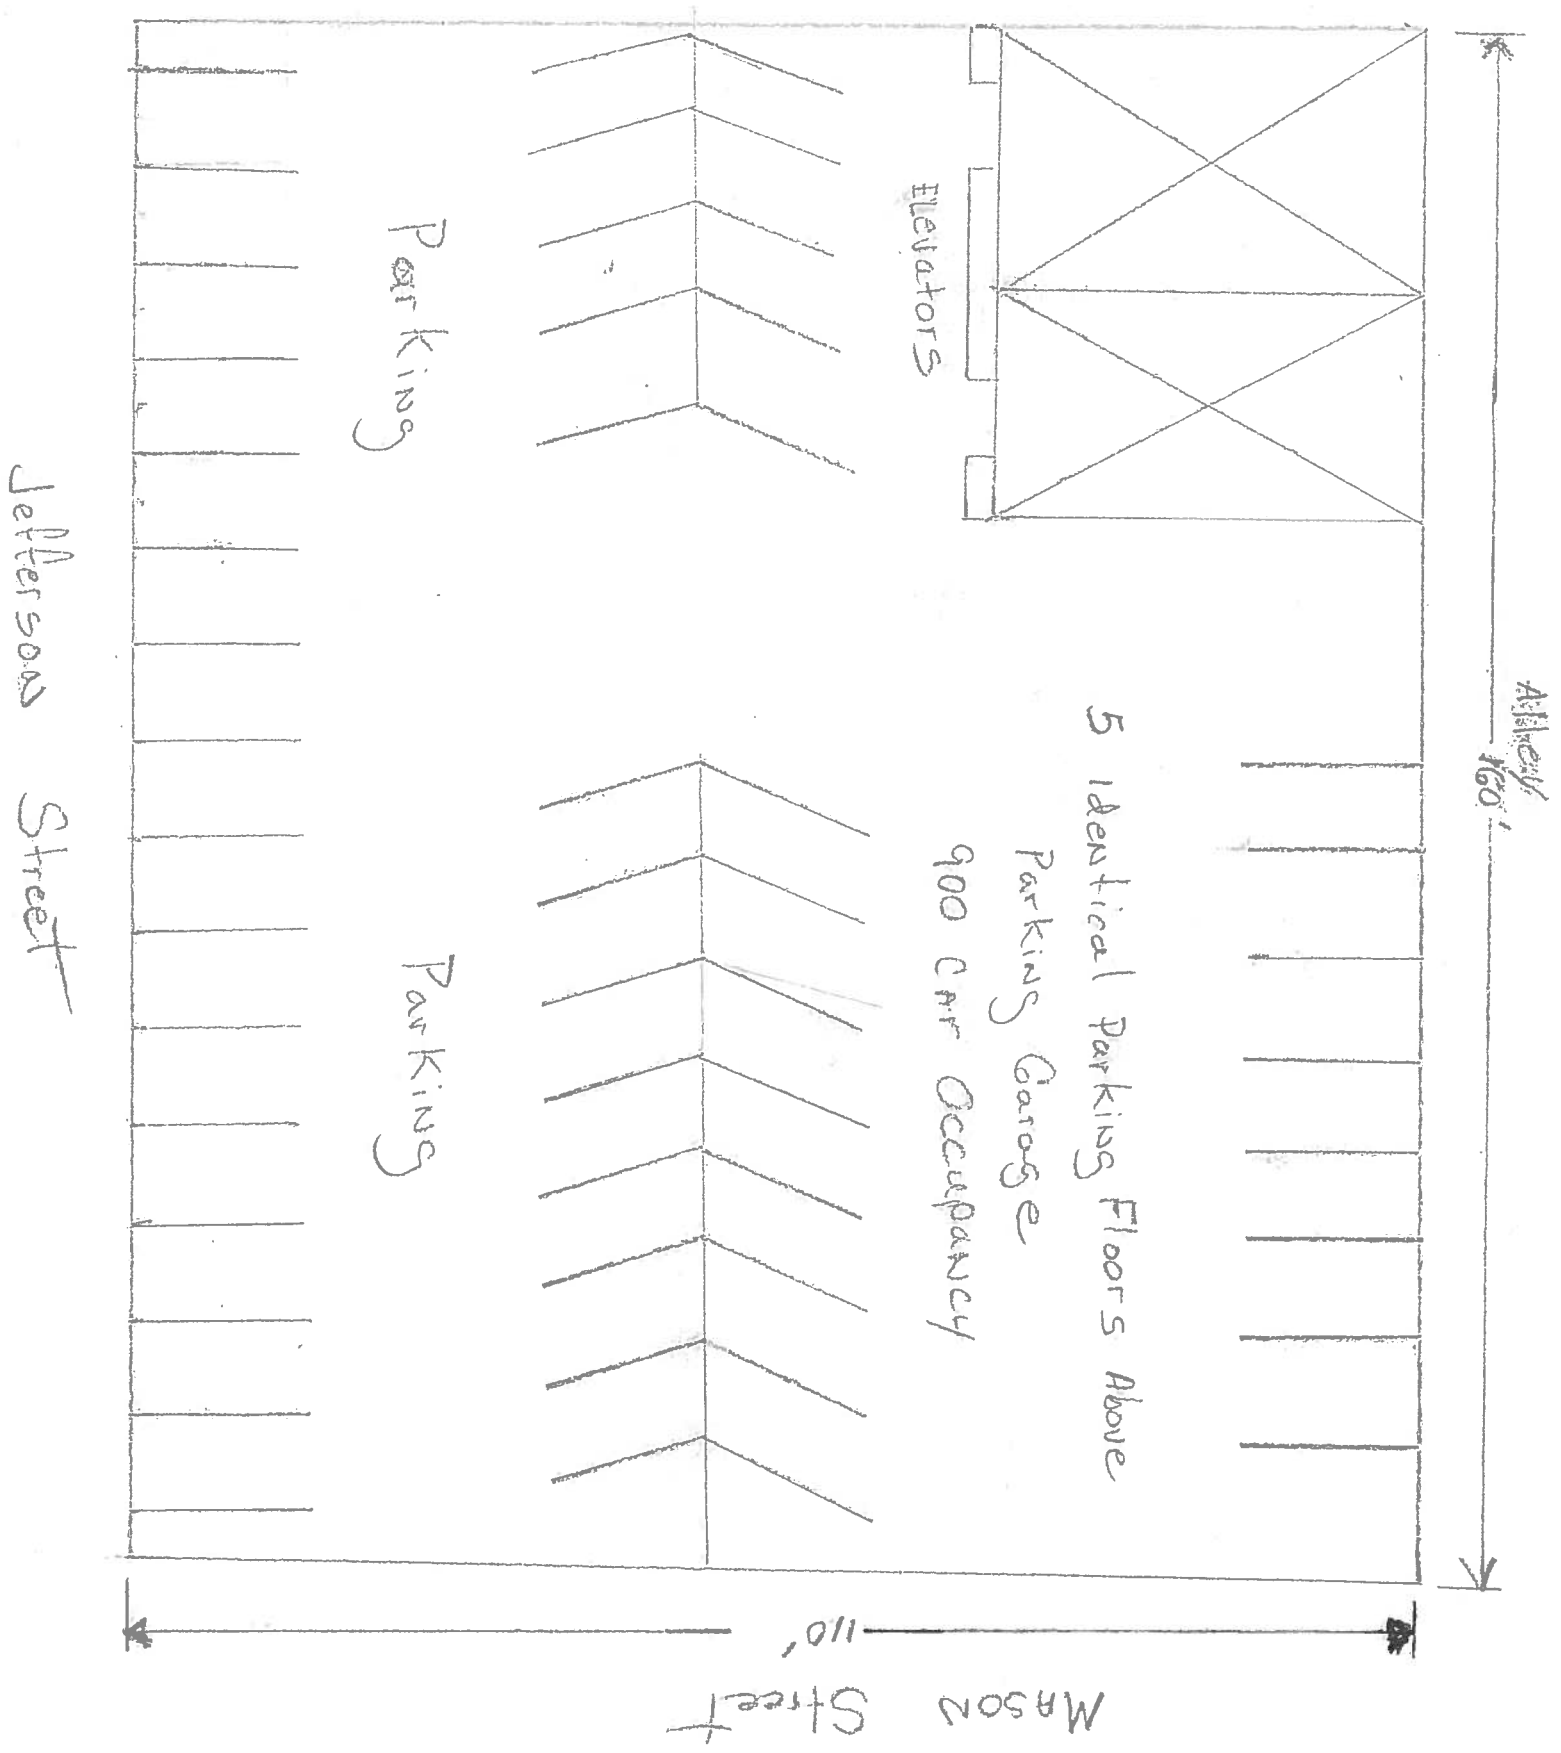 Alley
160'
5 Identical Parking Floors Above
Parking Garage
900 Car Occupancy
Elevators
Parking
Parking
Jefferson Street
110'
Mason Street